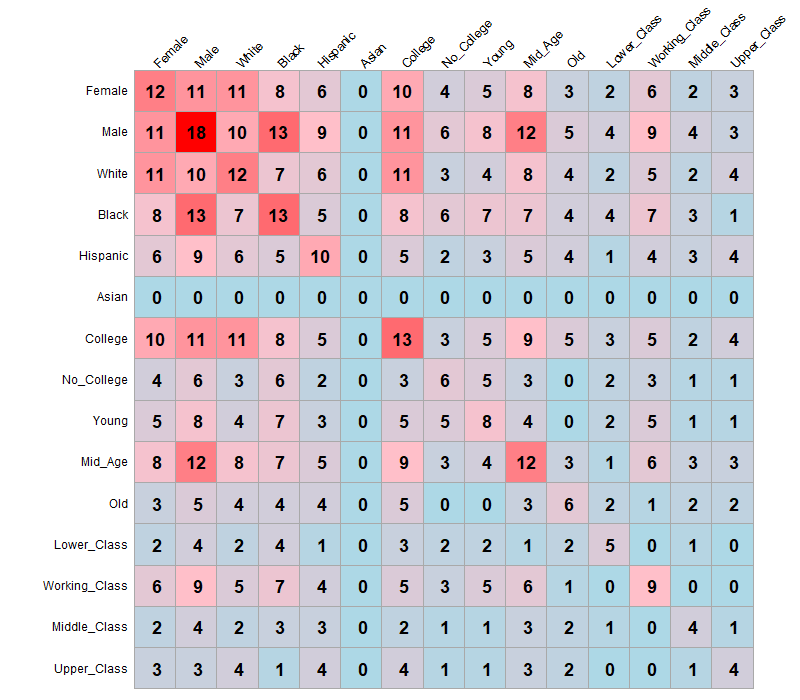 Female Male White Black Hispanic Asian College No_College Young Mid_Age Old Lower_Class Working_Class Middle_Class Upper_Class
Female 12 11 11 8 6 0 10 4 5 8 3 2 6 2 3
Male 11 18 10 13 9 0 11 6 8 12 5 4 9 4 3
White 11 10 12 7 6 0 11 3 4 8 4 2 5 2 4
Black 8 13 7 13 5 0 8 6 7 7 4 4 7 3 1
Hispanic 6 9 6 5 10 0 5 2 3 5 4 1 4 3 4
Asian 0 0 0 0 0 0 0 0 0 0 0 0 0 0 0
College 10 11 11 8 5 0 13 3 5 9 5 3 5 2 4
No_College 4 6 3 6 2 0 3 6 5 3 0 2 3 1 1
Young 5 8 4 7 3 0 5 5 8 4 0 2 5 1 1
Mid_Age 8 12 8 7 5 0 9 3 4 12 3 1 6 3 3
Old 3 5 4 4 4 0 5 0 0 3 6 2 1 2 2
Lower_Class 2 4 2 4 1 0 3 2 2 1 2 5 0 1 0
Working_Class 6 9 5 7 4 0 5 3 5 6 1 0 9 0 0
Middle_Class 2 4 2 3 3 0 2 1 1 3 2 1 0 4 1
Upper_Class 3 3 4 1 4 0 4 1 1 3 2 0 0 1 4